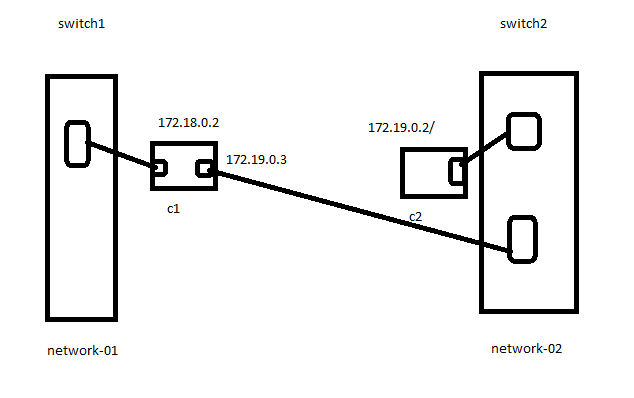 switch1
switch2
172.18.0.2
172.19.0.2/
172.19.0.3
c1
c2
network-01
network-02